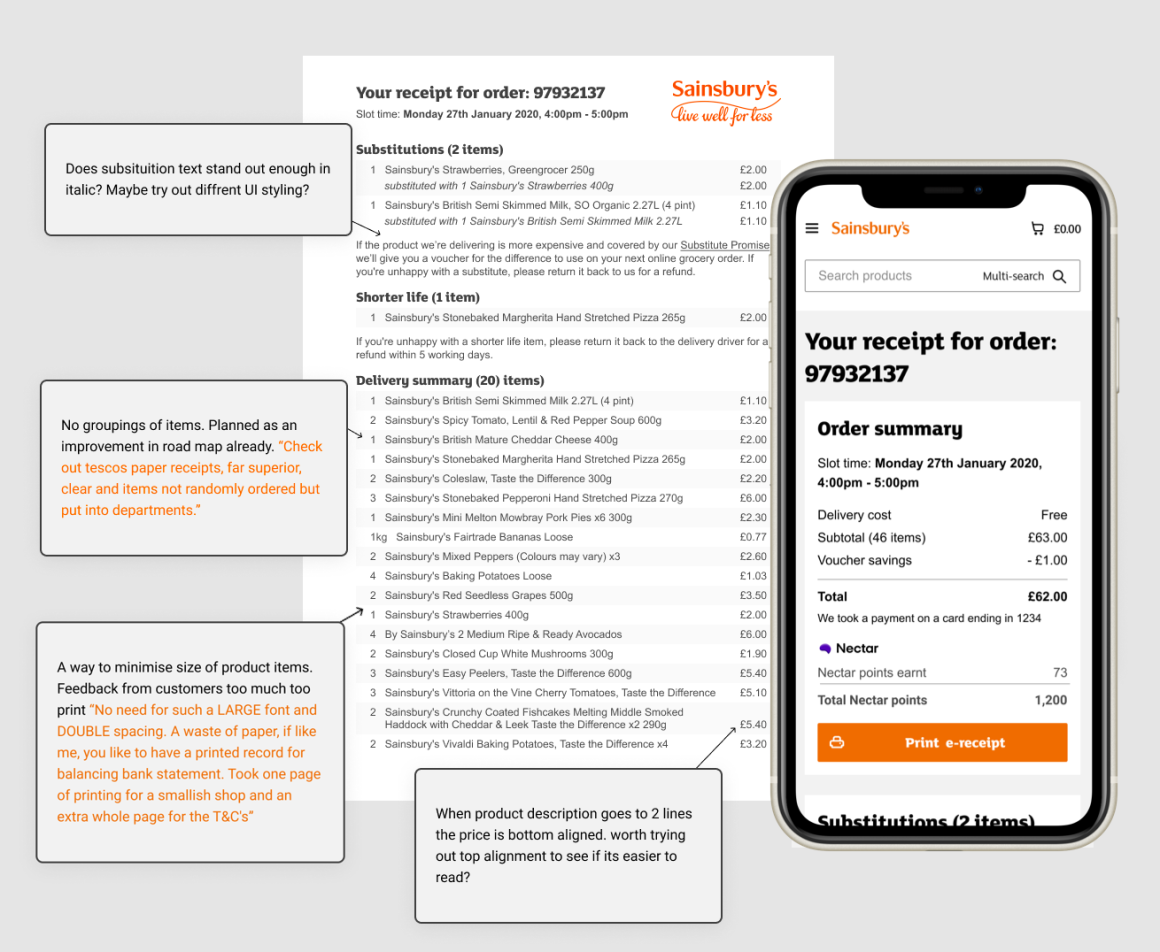 Your receipt for order: 97932137
Slot time: Monday 27th January 2020, 4:00pm - 5:00pm
Sainsbury's
live well for less
Substitutions (2 items)
1 Sainsbury's Strawberries, Greengrocer 250g £2.00
substituted with 1 Sainsbury's Strawberries 400g £2.00
1 Sainsbury's British Semi Skimmed Milk, SO Organic 2.27L (4 pint) £1.10
substituted with 1 Sainsbury's British Semi Skimmed Milk 2.27L £1.10
If the product we're delivering is more expensive and covered by our Substitute Promise
we'll give you a voucher for the difference to use on your next online grocery order. If
you're unhappy with a substitute, please return it back to us for a refund.
Shorter life (1 item)
1 Sainsbury's Stonebaked Margherita Hand Stretched Pizza 265g £2.00
If you're unhappy with a shorter life item, please return it back to the delivery driver for a
refund within 5 working days.
Delivery summary (20) items)
1 Sainsbury's British Semi Skimmed Milk 2.27L (4 pint) £1.10
2 Sainsbury's Spicy Tomato, Lentil & Red Pepper Soup 600g £3.20
1 Sainsbury's British Mature Cheddar Cheese 400g £2.00
1 Sainsbury's Stonebaked Margherita Hand Stretched Pizza 265g £2.00
2 Sainsbury's Coleslaw, Taste the Difference 300g £2.20
3 Sainsbury's Stonebaked Pepperoni Hand Stretched Pizza 270g £6.00
1 Sainsbury's Mini Melton Mowbray Pork Pies x6 300g £2.30
1kg Sainsbury's Fairtrade Bananas Loose £0.77
2 Sainsbury's Mixed Peppers (Colours may vary) x3 £2.60
4 Sainsbury's Baking Potatoes Loose £1.03
2 Sainsbury's Red Seedless Grapes 500g £3.50
1 Sainsbury's Strawberries 400g £2.00
4 By Sainsbury's 2 Medium Ripe & Ready Avocados £6.00
2 Sainsbury's Closed Cup White Mushrooms 300g £1.90
3 Sainsbury's Easy Peelers, Taste the Difference 600g £5.40
3 Sainsbury's Vittoria on the Vine Cherry Tomatoes, Taste the Difference £5.10
2 Sainsbury's Crunchy Coated Fishcakes Melting Middle Smoked
Haddock with Cheddar & Leek Taste the Difference x2 290g £5.40
2 Sainsbury's Vivaldi Baking Potatoes, Taste the Difference x4 £3.20
Does subsituition text stand out enough in
italic? Maybe try out diffrent UI styling?
No groupings of items. Planned as an
improvement in road map already. "Check
out tescos paper receipts, far superior,
clear and items not randomly ordered but
put into departments."
A way to minimise size of product items.
Feedback from customers too much too
print "No need for such a LARGE font and
DOUBLE spacing. A waste of paper, if like
me, you like to have a printed record for
balancing bank statement. Took one page
of printing for a smallish shop and an
extra whole page for the T&C's"
When product description goes to 2 lines
the price is bottom aligned. worth trying
out top alignment to see if its easier to
read?
Sainsbury's £0.00
Search products Multi-search
Your receipt for order:
97932137
Order summary
Slot time: Monday 27th January 2020,
4:00pm - 5:00pm
Delivery cost Free
Subtotal (46 items) £63.00
Voucher savings - £1.00
Total £62.00
We took a payment on a card ending in 1234
Nectar
Nectar points earnt 73
Total Nectar points 1,200
Print e-receipt
Substitutions (2 items)